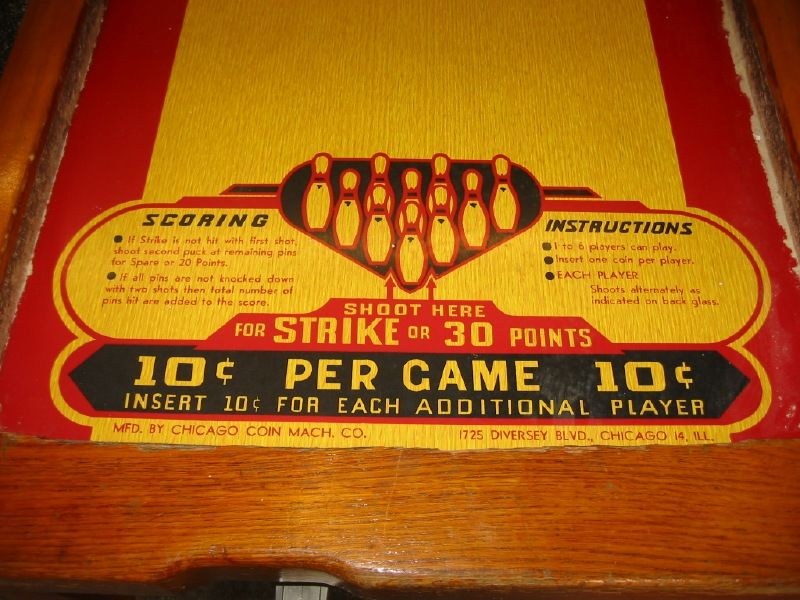 SCORING
If Strike is not hit with first shot,
shoot second puck at remaining pins
for Spare or 20 Points.
If all pins are not knocked down
with two shots then total number of
pins hit are added to the score.
INSTRUCTIONS
1 to 6 players can play.
Insert one coin per player.
EACH PLAYER
Shoots alternately as
indicated on back glass.
SHOOT HERE
FOR STRIKE OR 30 POINTS
10¢ PER GAME 10¢
INSERT 10¢ FOR EACH ADDITIONAL PLAYER
MFD. BY CHICAGO COIN MACH. CO. 1725 DIVERSEY BLVD., CHICAGO 14, ILL.